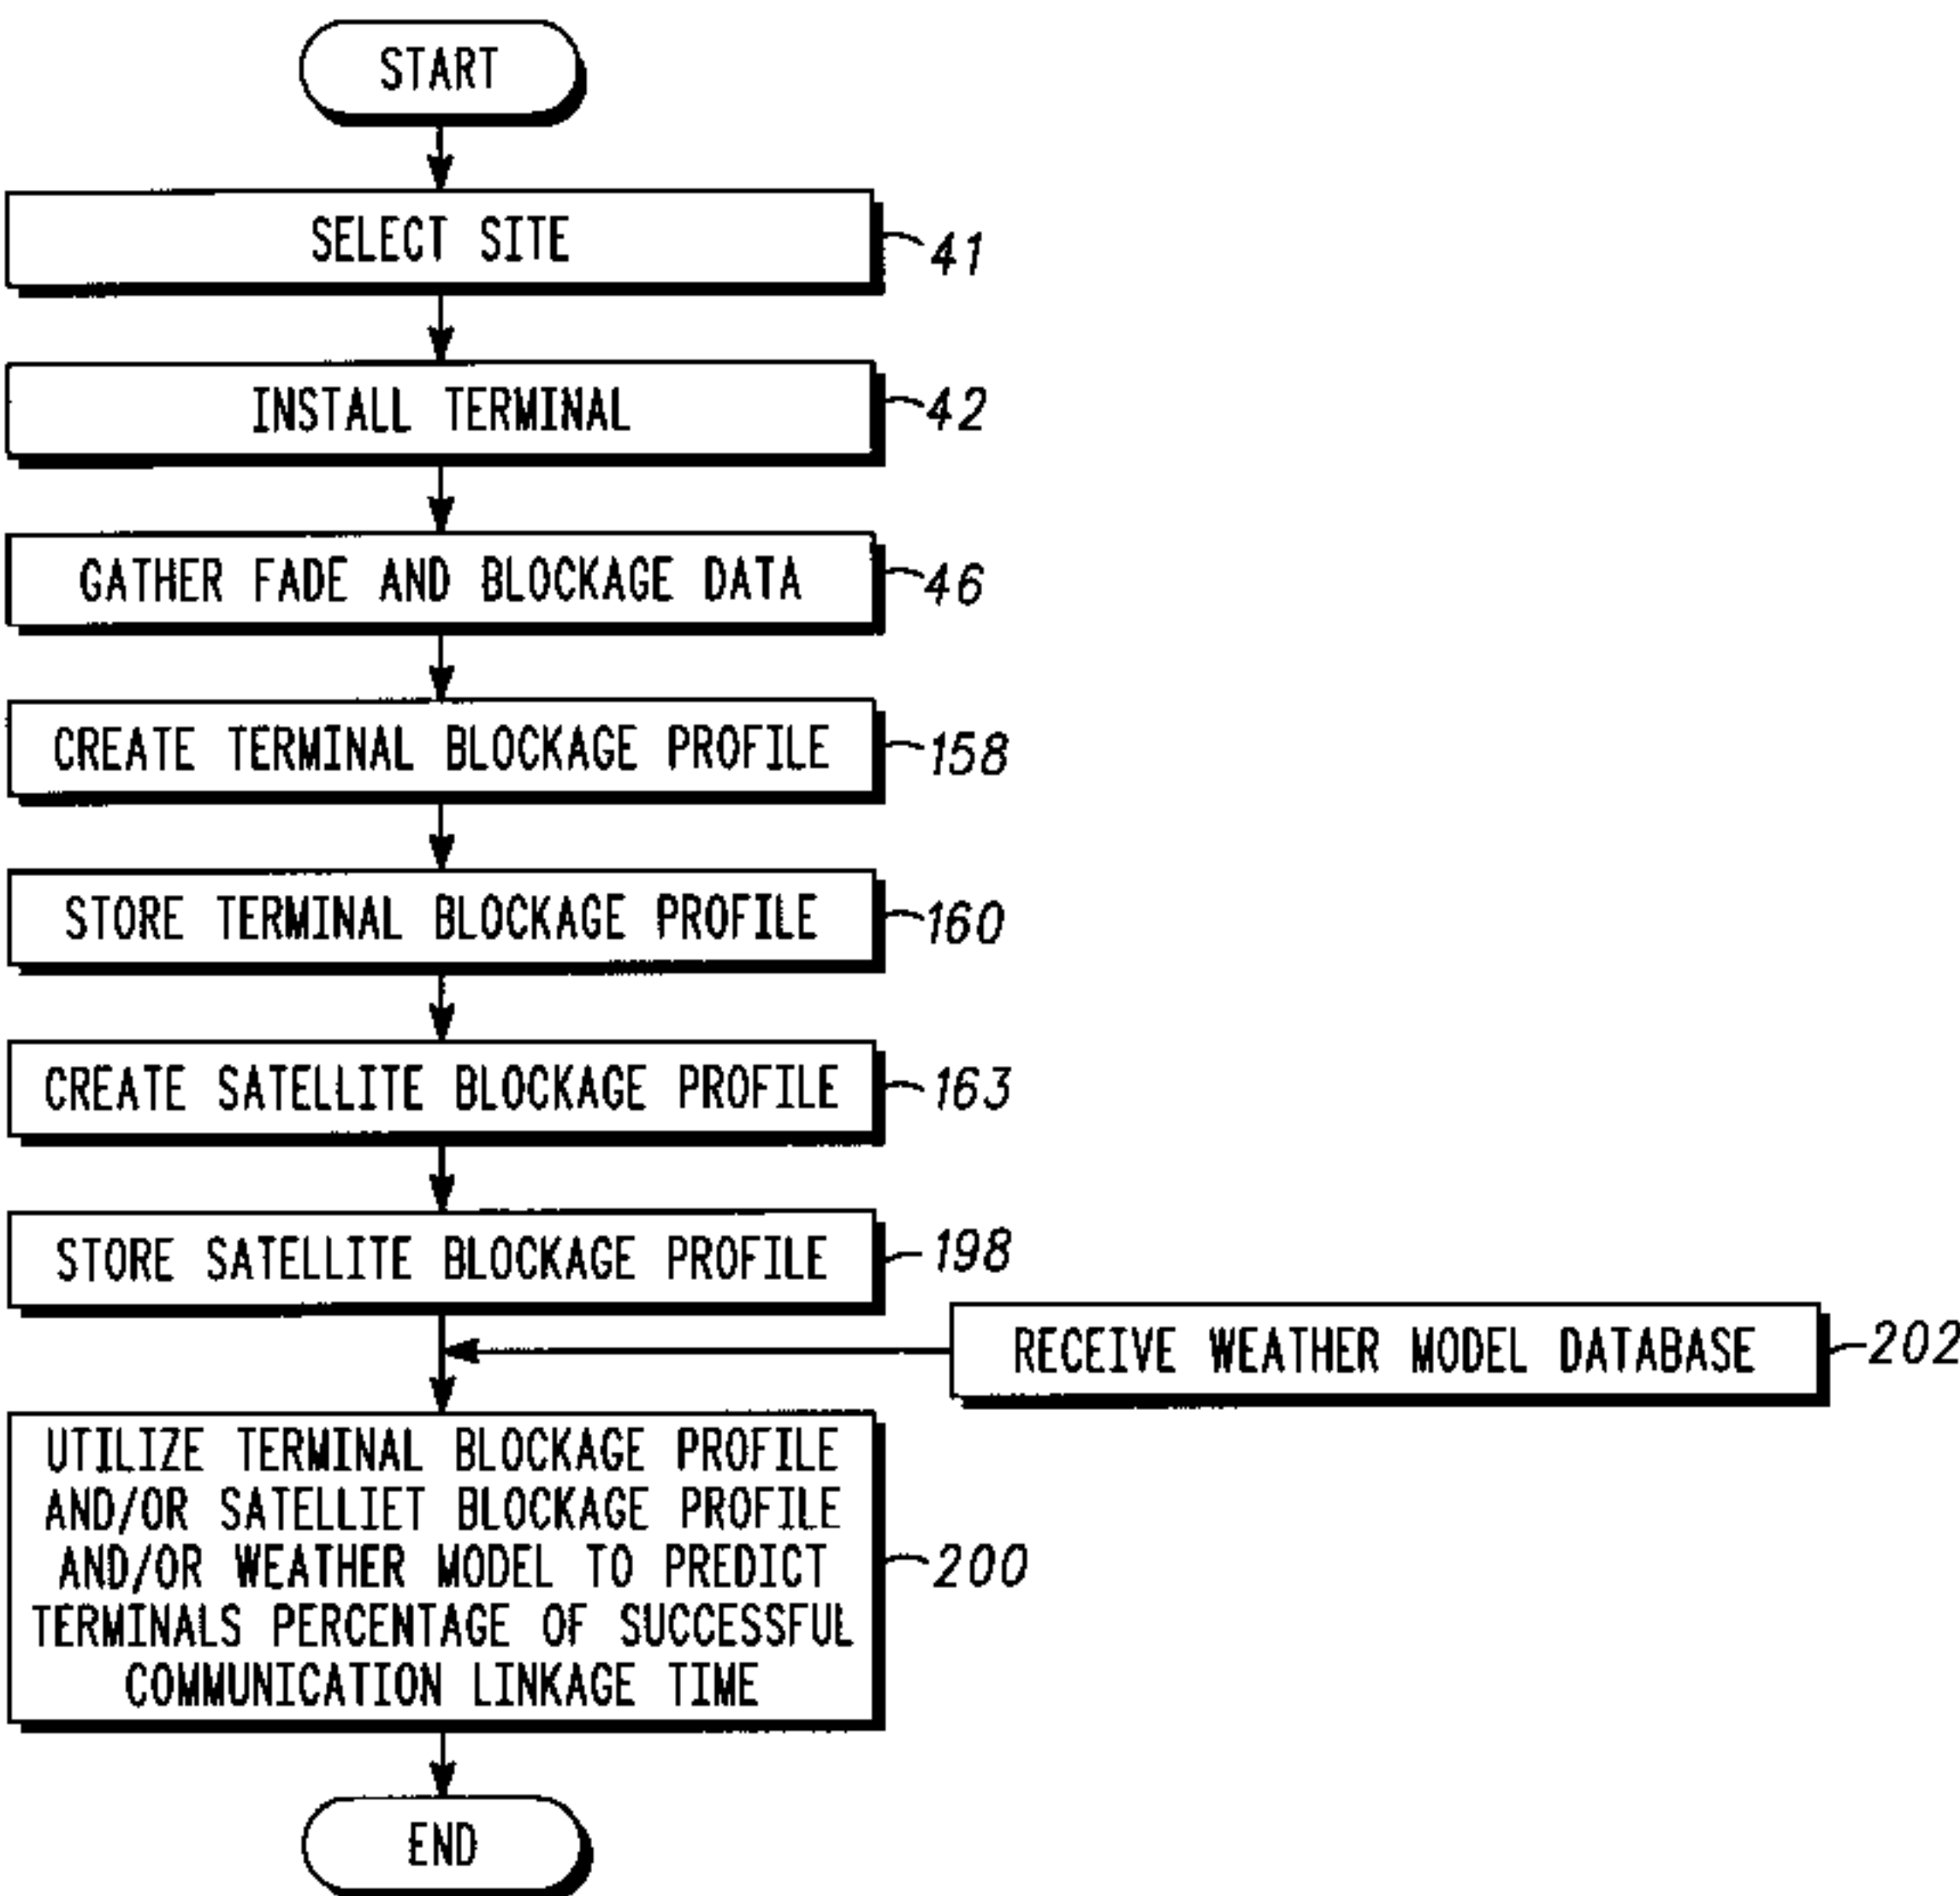 START
SELECT SITE
41
INSTALL TERMINAL
42
GATHER FADE AND BLOCKAGE DATA
46
CREATE TERMINAL BLOCKAGE PROFILE
158
STORE TERMINAL BLOCKAGE PROFILE
160
CREATE SATELLITE BLOCKAGE PROFILE
163
STORE SATELLITE BLOCKAGE PROFILE
198
RECEIVE WEATHER MODEL DATABASE
202
UTILIZE TERMINAL BLOCKAGE PROFILE
AND/OR SATELLIET BLOCKAGE PROFILE
AND/OR WEATHER MODEL TO PREDICT
TERMINALS PERCENTAGE OF SUCCESSFUL
COMMUNICATION LINKAGE TIME
200
END